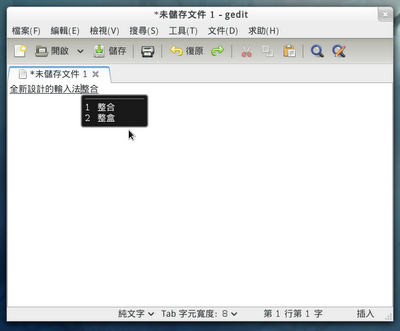 *未儲存文件 1 - gedit
檔案(F) 編輯(E) 檢視(V) 搜尋(S) 工具(T) 文件(D) 求助(H)
開啟 儲存 復原
*未儲存文件 1
全新設計的輸入法整合
1 整合
2 整盒
純文字 Tab 字元寬度: 8 第 1 行第 1 字 插入